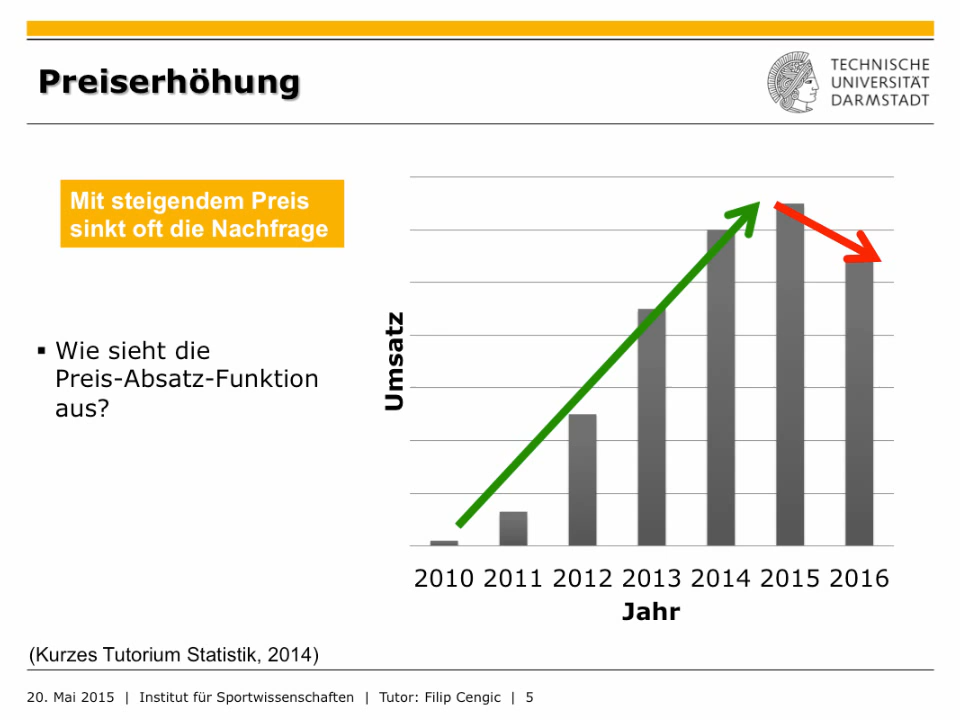 Preiserhöhung
TECHNISCHE
UNIVERSITÄT
DARMSTADT
Mit steigendem Preis
sinkt oft die Nachfrage
▪ Wie sieht die
Preis-Absatz-Funktion
aus?
Umsatz
2010 2011 2012 2013 2014 2015 2016
Jahr
(Kurzes Tutorium Statistik, 2014)
20. Mai 2015 | Institut für Sportwissenschaften | Tutor: Filip Cengic | 5